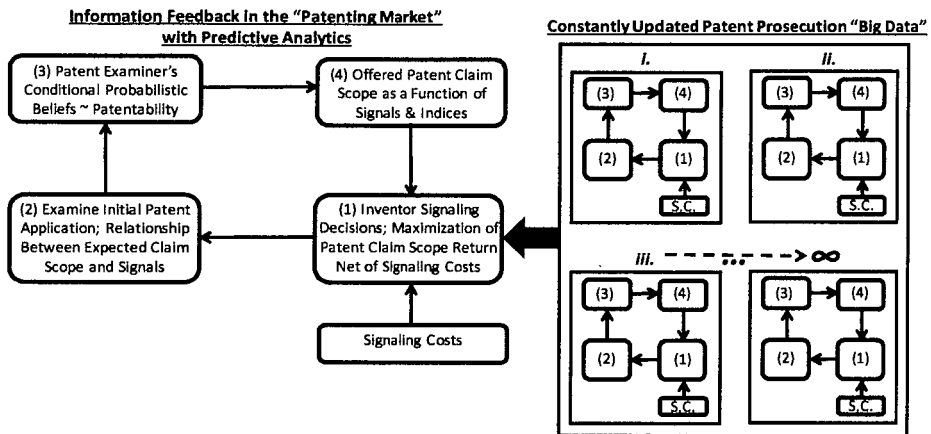 Information Feedback in the “Patenting Market”
with Predictive Analytics
(3) Patent Examiner’s
Conditional Probabilistic
Beliefs ~ Patentability
(4) Offered Patent Claim
Scope as a Function of
Signals & Indices
(2) Examine Initial Patent
Application; Relationship
Between Expected Claim
Scope and Signals
(1) Inventor Signaling
Decisions; Maximization of
Patent Claim Scope Return
Net of Signaling Costs
Signaling Costs
Constantly Updated Patent Prosecution “Big Data”
i.
(3)
(4)
(2)
(1)
S.C.
ii.
(3)
(4)
(2)
(1)
S.C.
iii.
... ∞
(3)
(4)
(2)
(1)
S.C.
(3)
(4)
(2)
(1)
S.C.